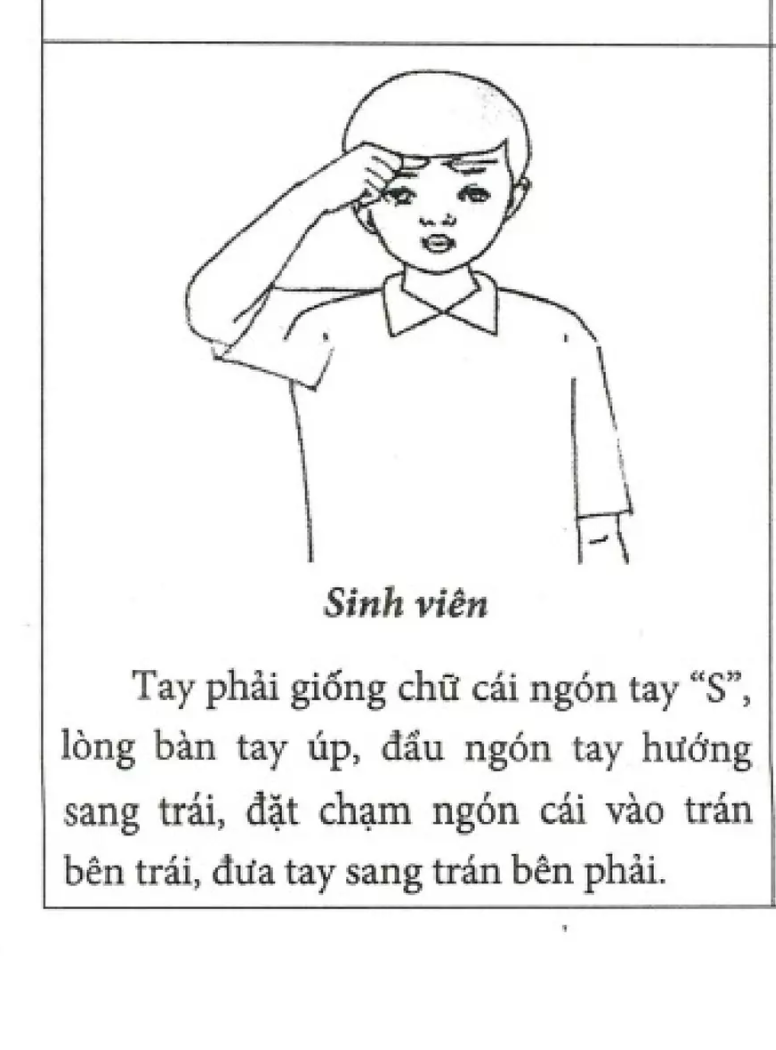 Sinh viên
Tay phải giống chữ cái ngón tay “S”,
lòng bàn tay úp, đầu ngón tay hướng
sang trái, đặt chạm ngón cái vào trán
bên trái, đưa tay sang trán bên phải.